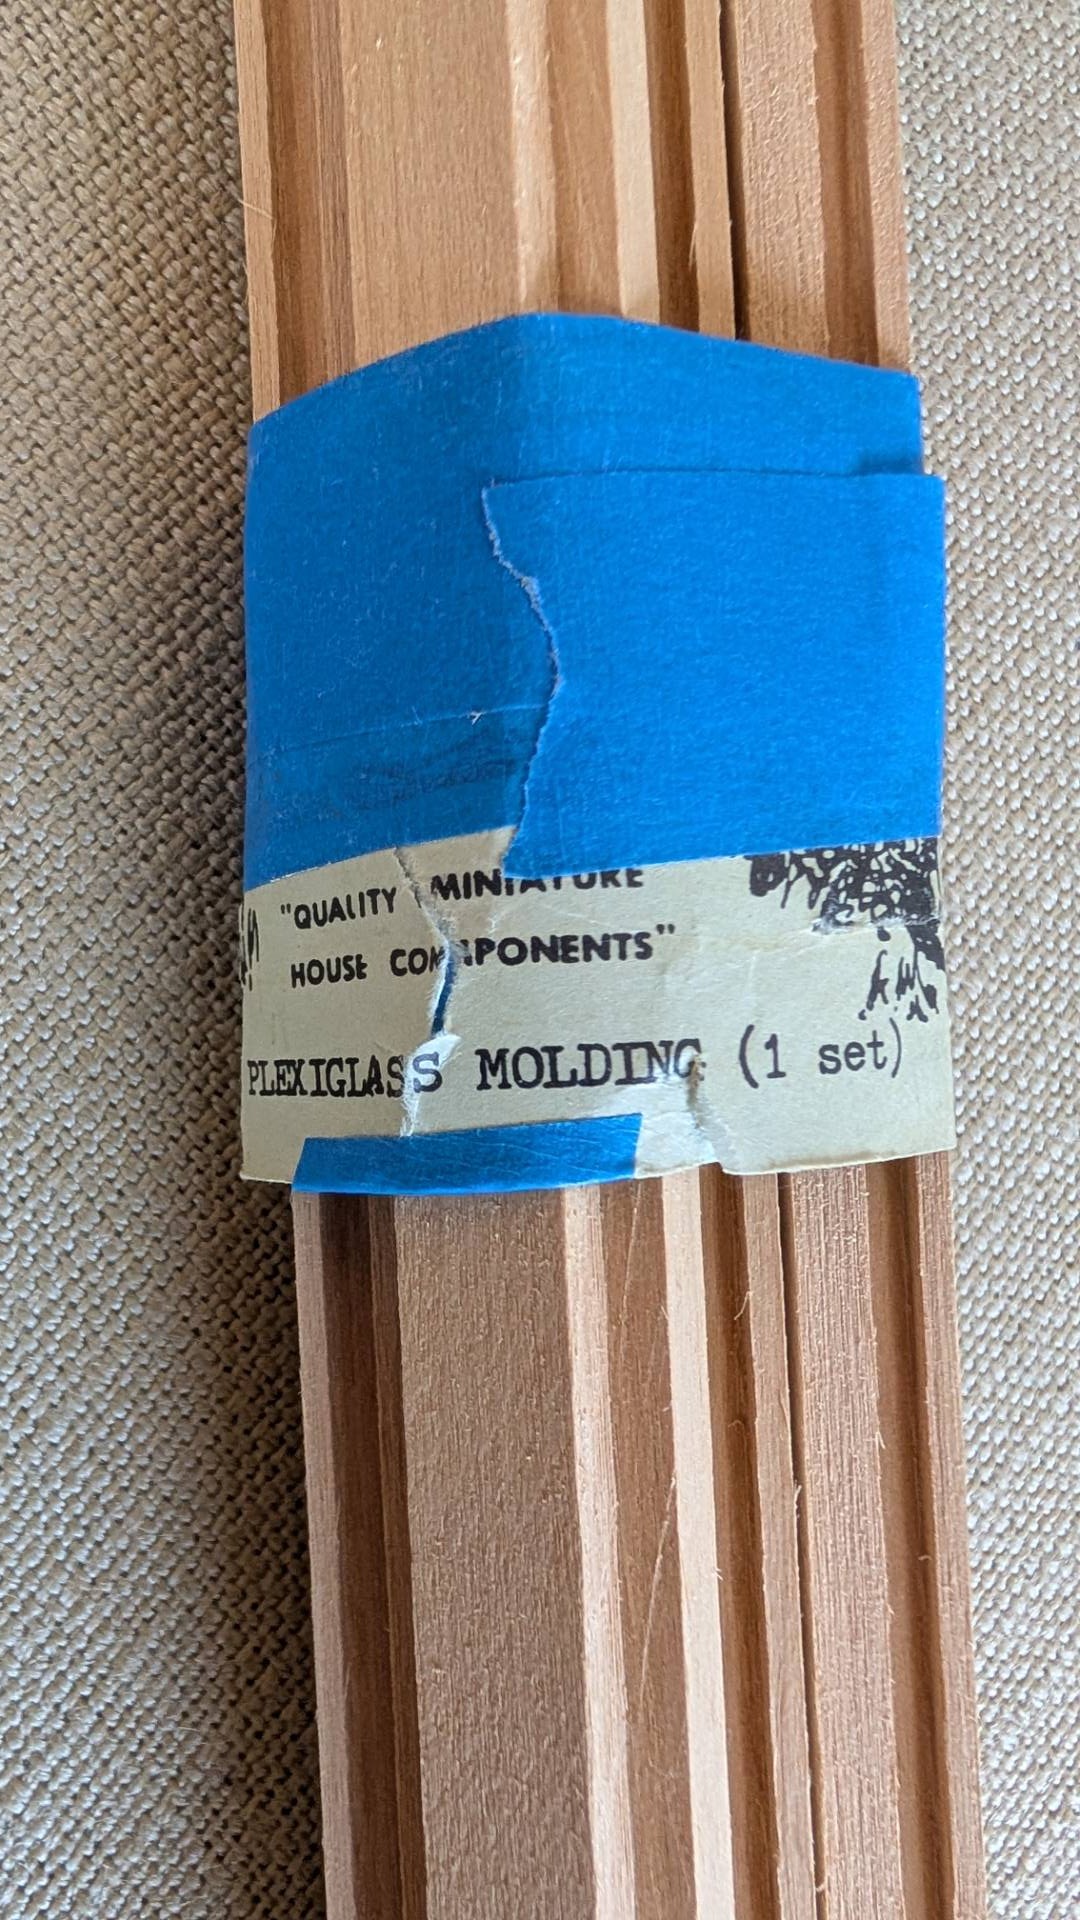 "QUALITY MINIATURE
HOUSE COMPONENTS"
PLEXIGLASS MOLDING (1 set)